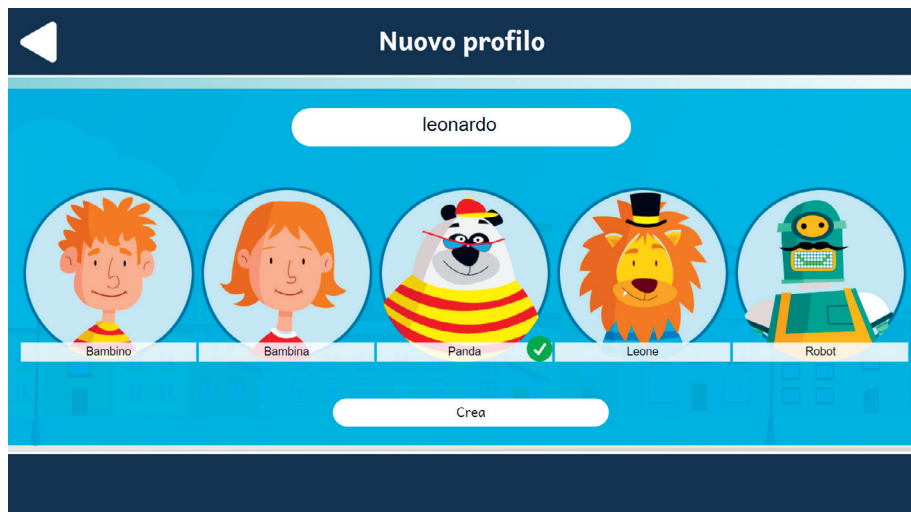 Nuovo profilo
leonardo
Bambino
Bambina
Panda
Leone
Robot
Crea